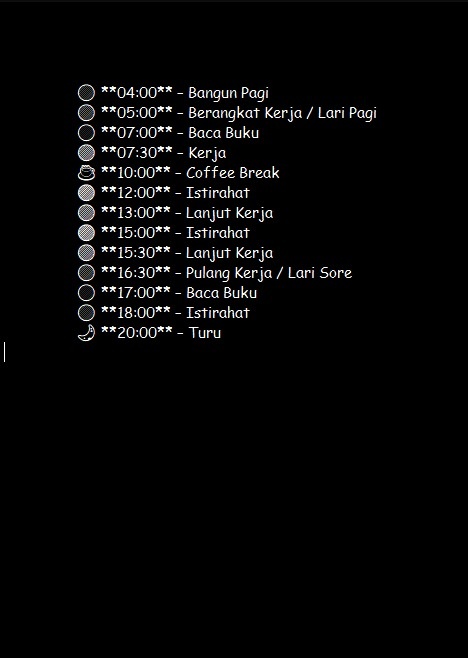 **04:00** – Bangun Pagi
**05:00** – Berangkat Kerja / Lari Pagi
**07:00** – Baca Buku
**07:30** – Kerja
**10:00** – Coffee Break
**12:00** – Istirahat
**13:00** – Lanjut Kerja
**15:00** – Istirahat
**15:30** – Lanjut Kerja
**16:30** – Pulang Kerja / Lari Sore
**17:00** – Baca Buku
**18:00** – Istirahat
**20:00** – Turu